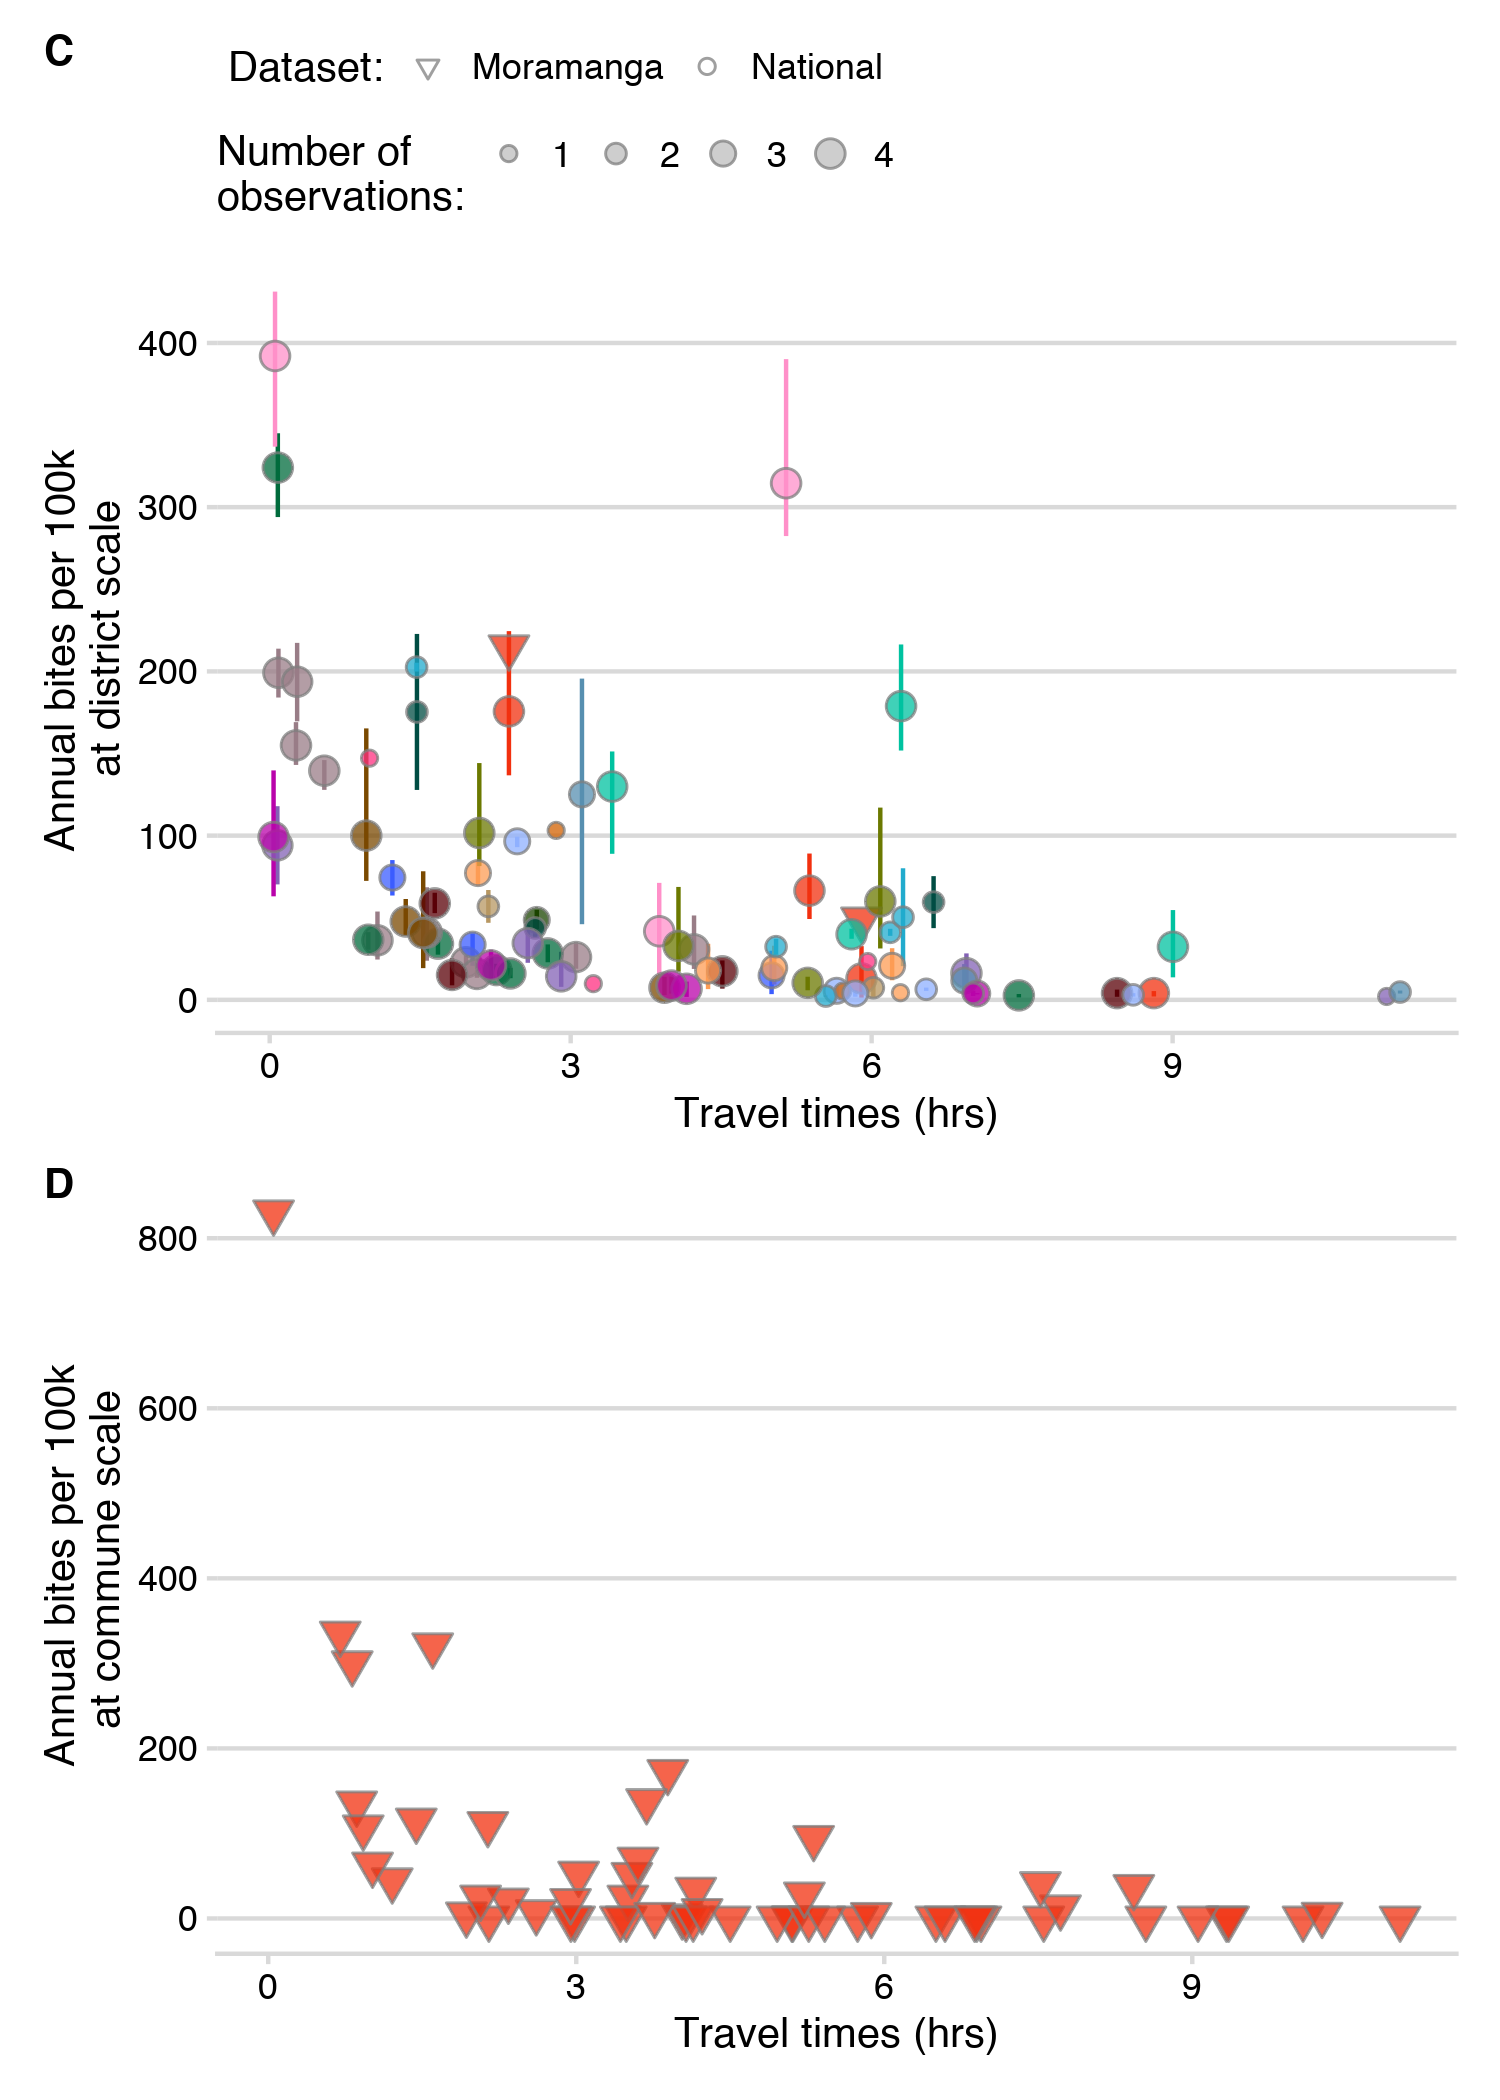 C
Dataset: Moramanga National
Number of
observations: 1 2 3 4
Annual bites per 100k
at district scale
400
300
200
100
0
0 3 6 9
Travel times (hrs)
D
Annual bites per 100k
at commune scale
800
600
400
200
0
0 3 6 9
Travel times (hrs)